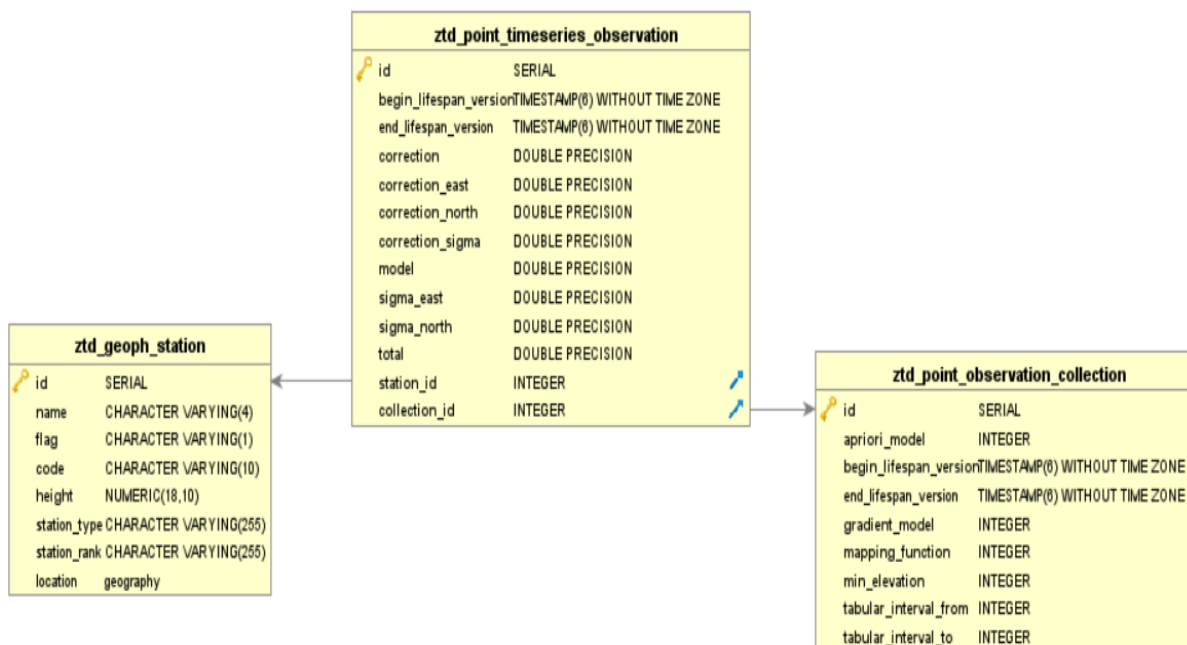 ztd_point_timeseries_observation
id SERIAL
begin_lifespan_version TIMESTAMP(6) WITHOUT TIME ZONE
end_lifespan_version TIMESTAMP(6) WITHOUT TIME ZONE
correction DOUBLE PRECISION
correction_east DOUBLE PRECISION
correction_north DOUBLE PRECISION
correction_sigma DOUBLE PRECISION
model DOUBLE PRECISION
sigma_east DOUBLE PRECISION
sigma_north DOUBLE PRECISION
total DOUBLE PRECISION
station_id INTEGER
collection_id INTEGER
ztd_geoph_station
id SERIAL
name CHARACTER VARYING(4)
flag CHARACTER VARYING(1)
code CHARACTER VARYING(10)
height NUMERIC(18,10)
station_type CHARACTER VARYING(255)
station_rank CHARACTER VARYING(255)
location geography
ztd_point_observation_collection
id SERIAL
apriori_model INTEGER
begin_lifespan_version TIMESTAMP(6) WITHOUT TIME ZONE
end_lifespan_version TIMESTAMP(6) WITHOUT TIME ZONE
gradient_model INTEGER
mapping_function INTEGER
min_elevation INTEGER
tabular_interval_from INTEGER
tabular_interval_to INTEGER